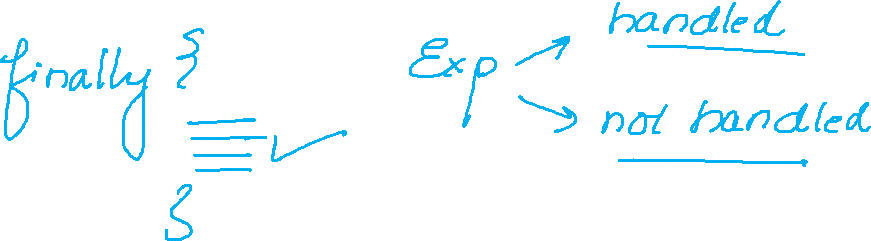 finally {
}
Exp
handled
not handled